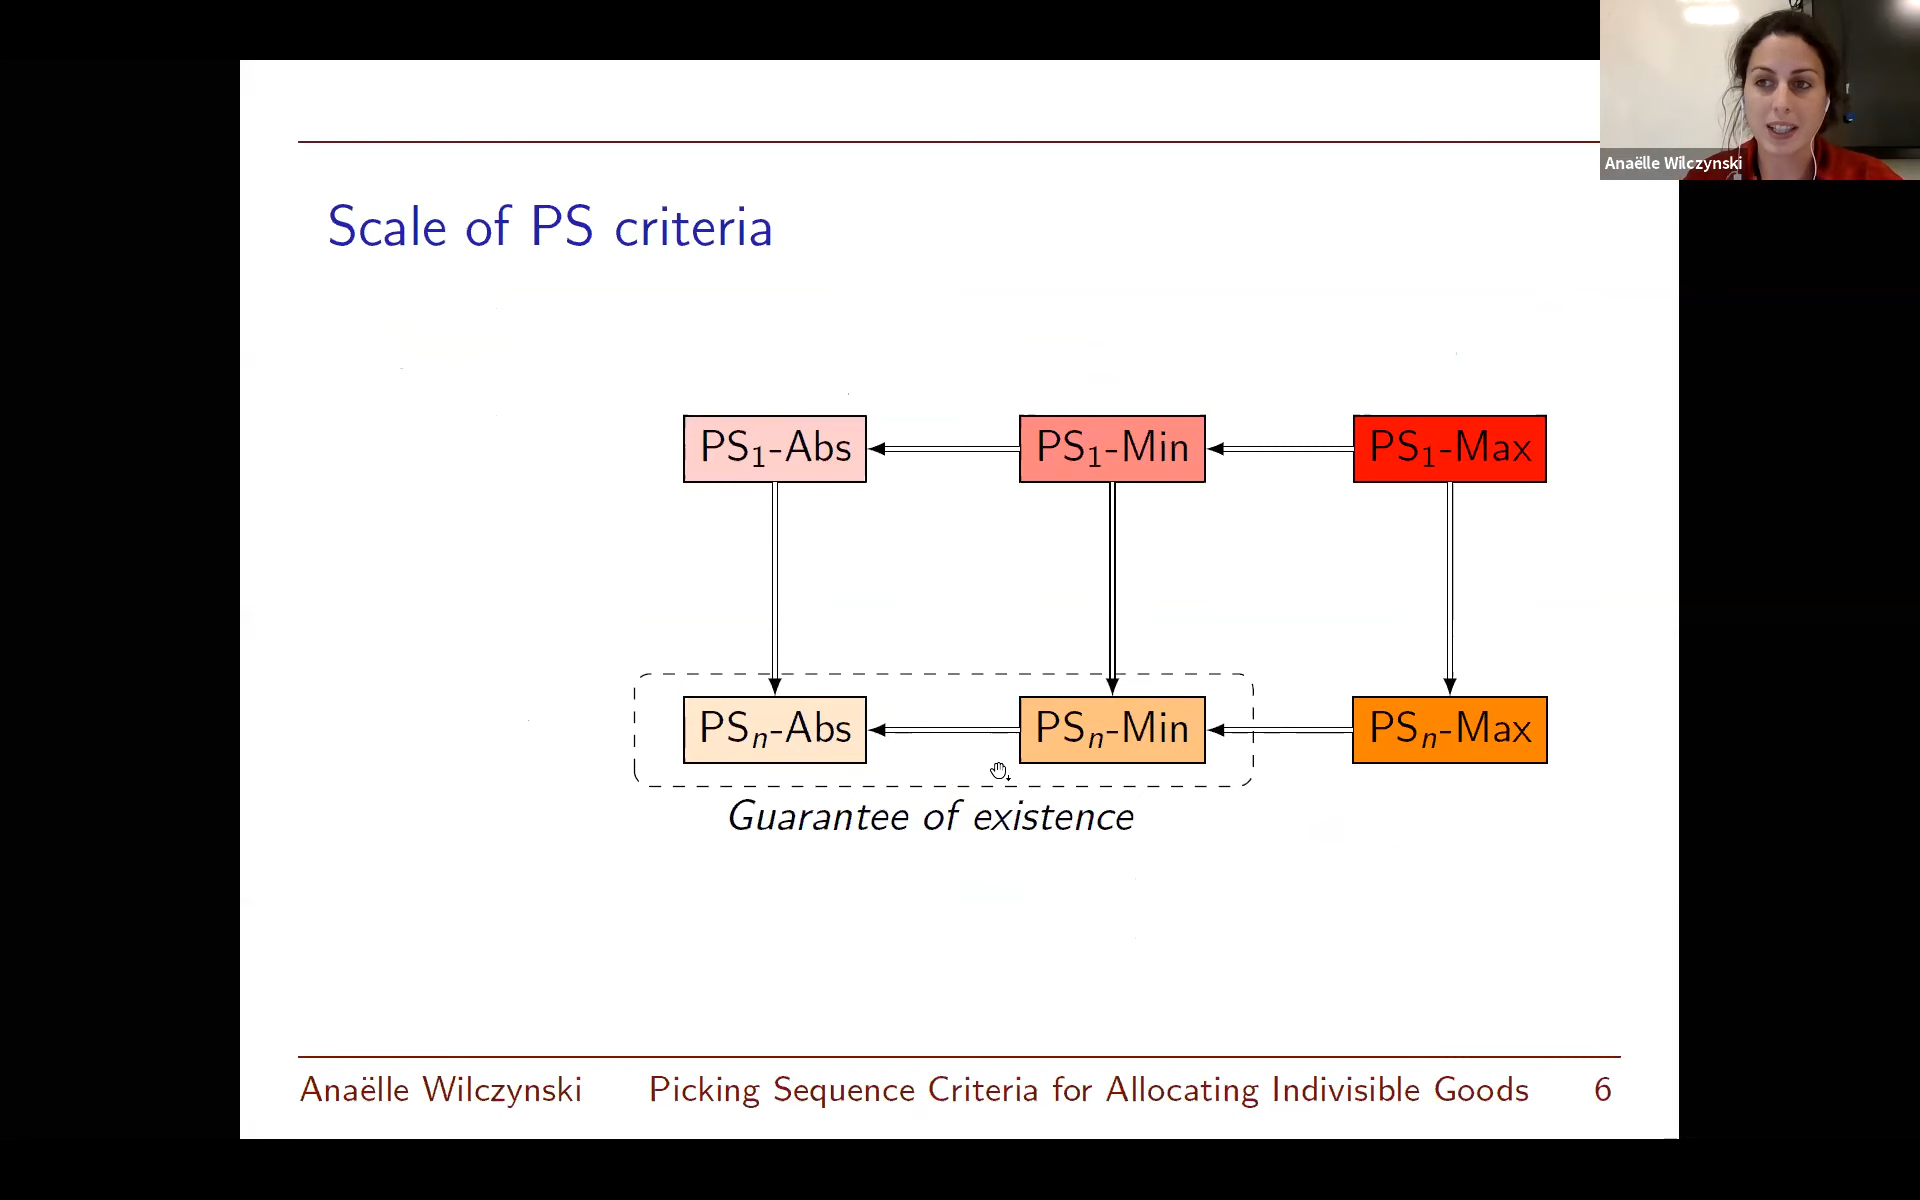 Anaëlle Wilczynski
Scale of PS criteria
PS₁-Abs PS₁-Min PS₁-Max
PSₙ-Abs PSₙ-Min PSₙ-Max
Guarantee of existence
Anaëlle Wilczynski Picking Sequence Criteria for Allocating Indivisible Goods 6